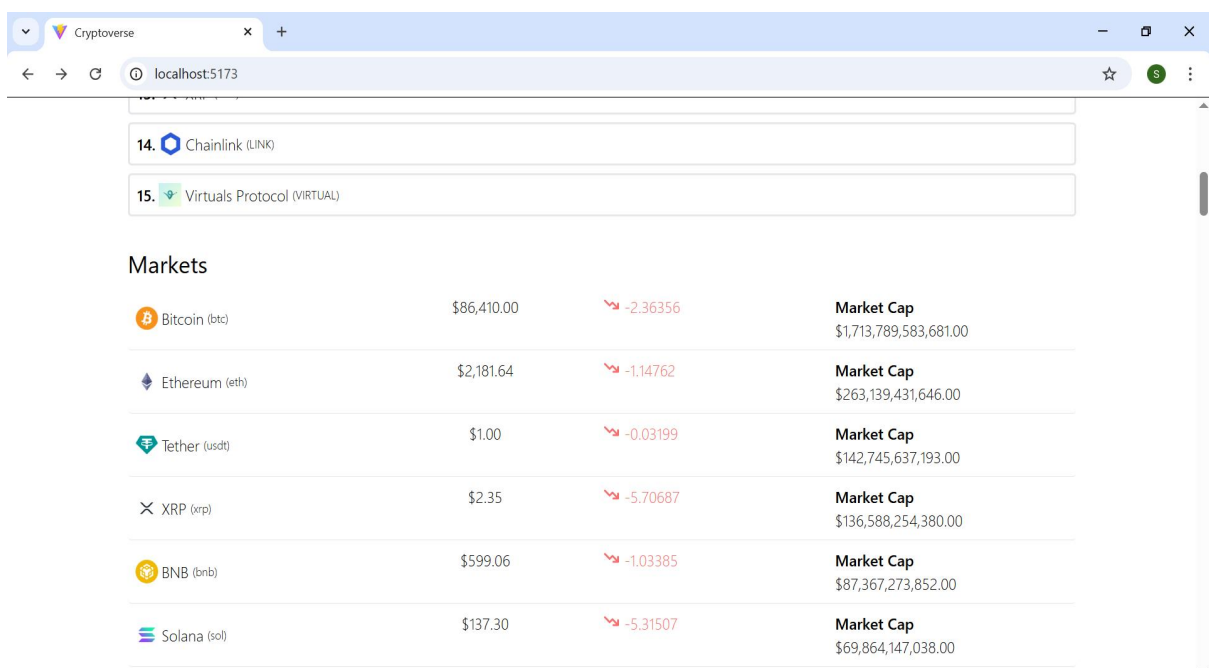 Cryptoverse
localhost:5173
S
14. Chainlink (LINK)
15. Virtuals Protocol (VIRTUAL)
Markets
Bitcoin (btc) $86,410.00 -2.36356 Market Cap
$1,713,789,583,681.00
Ethereum (eth) $2,181.64 -1.14762 Market Cap
$263,139,431,646.00
Tether (usdt) $1.00 -0.03199 Market Cap
$142,745,637,193.00
XRP (xrp) $2.35 -5.70687 Market Cap
$136,588,254,380.00
BNB (bnb) $599.06 -1.03385 Market Cap
$87,367,273,852.00
Solana (sol) $137.30 -5.31507 Market Cap
$69,864,147,038.00